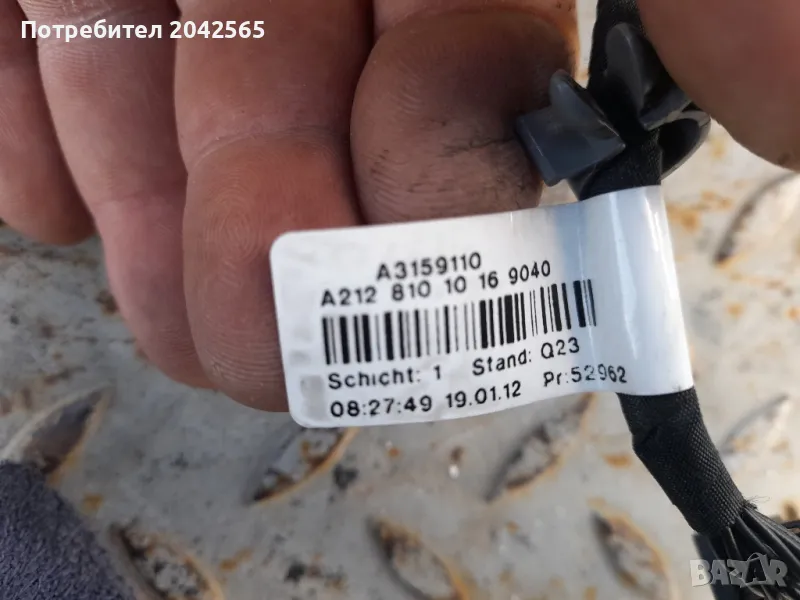 Потребител 2042565
A3159110
A212 810 10 16 9040
Schicht: 1 Stand: Q23
08:27:49 19.01.12 Pr:52962
BAZAR